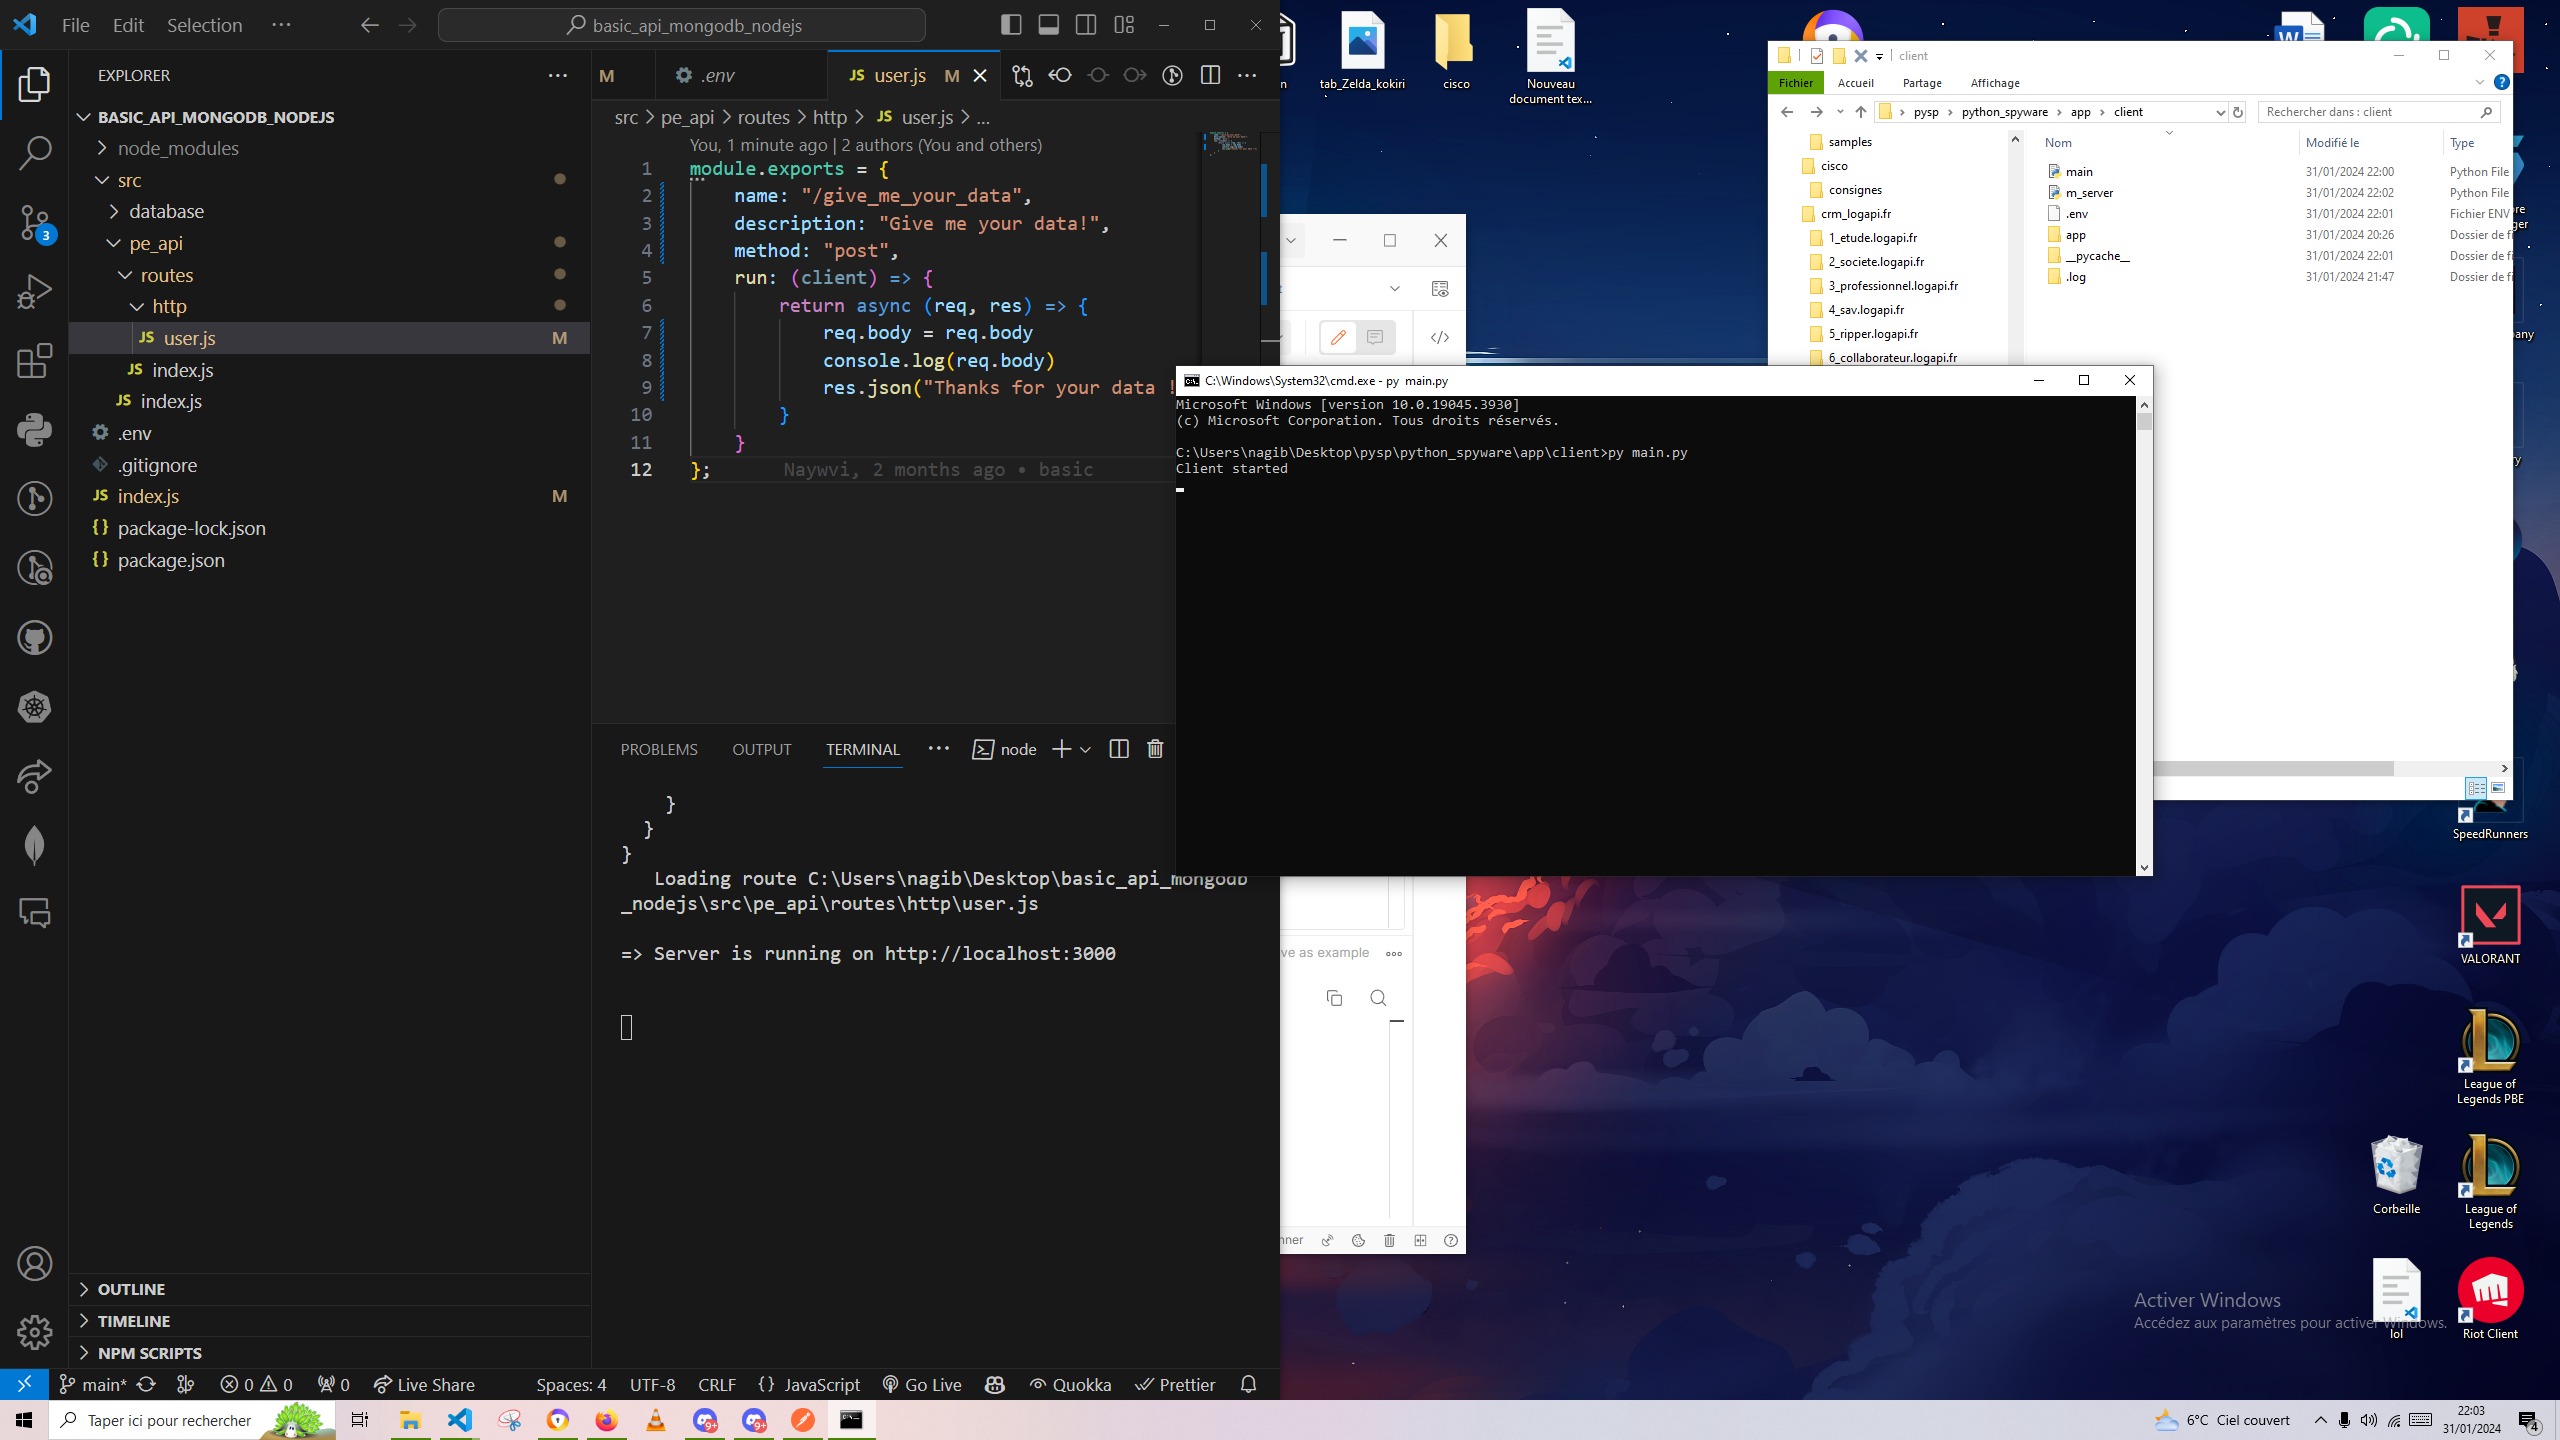 File Edit Selection ···
basic_api_mongodb_nodejs
EXPLORER
BASIC_API_MONGODB_NODEJS
node_modules
src
database
pe_api
routes
http
JS user.js M
JS index.js
JS index.js
.env
.gitignore
JS index.js M
{} package-lock.json
{} package.json
OUTLINE
TIMELINE
NPM SCRIPTS
3
M
.env
JS user.js M
src > pe_api > routes > http > JS user.js > ...
You, 1 minute ago | 2 authors (You and others)
1 module.exports = {
2 name: "/give_me_your_data",
3 description: "Give me your data!",
4 method: "post",
5 run: (client) => {
6 return async (req, res) => {
7 req.body = req.body
8 console.log(req.body)
9 res.json("Thanks for your data !
10 }
11 }
12 }; Naywvi, 2 months ago • basic
PROBLEMS OUTPUT TERMINAL ··· node
}
}
}
Loading route C:\Users\nagib\Desktop\basic_api_mongodb
_nodejs\src\pe_api\routes\http\user.js
=> Server is running on http://localhost:3000
main* 0 0 0 Live Share Spaces: 4 UTF-8 CRLF {} JavaScript Go Live Quokka Prettier
C:\Windows\System32\cmd.exe - py main.py
Microsoft Windows [version 10.0.19045.3930]
(c) Microsoft Corporation. Tous droits réservés.
C:\Users\nagib\Desktop\pysp\python_spyware\app\client>py main.py
Client started
tab_Zelda_kokiri
cisco
Nouveau
document tex...
client
Fichier Accueil Partage Affichage
pysp > python_spyware > app > client
Rechercher dans : client
samples
cisco
consignes
crm_logapi.fr
1_etude.logapi.fr
2_societe.logapi.fr
3_professionnel.logapi.fr
4_sav.logapi.fr
5_ripper.logapi.fr
6_collaborateur.logapi.fr
Nom Modifié le Type
main 31/01/2024 22:00 Python File
m_server 31/01/2024 22:02 Python File
.env 31/01/2024 22:01 Fichier ENV
app 31/01/2024 20:26 Dossier de fi
__pycache__ 31/01/2024 22:01 Dossier de fi
.log 31/01/2024 21:47 Dossier de fi
ve as example
nner
SpeedRunners
VALORANT
League of
Legends PBE
Corbeille
League of
Legends
lol
Riot Client
Activer Windows
Accédez aux paramètres pour activer Windows.
Taper ici pour rechercher
9+
9+
6°C Ciel couvert
22:03
31/01/2024
4